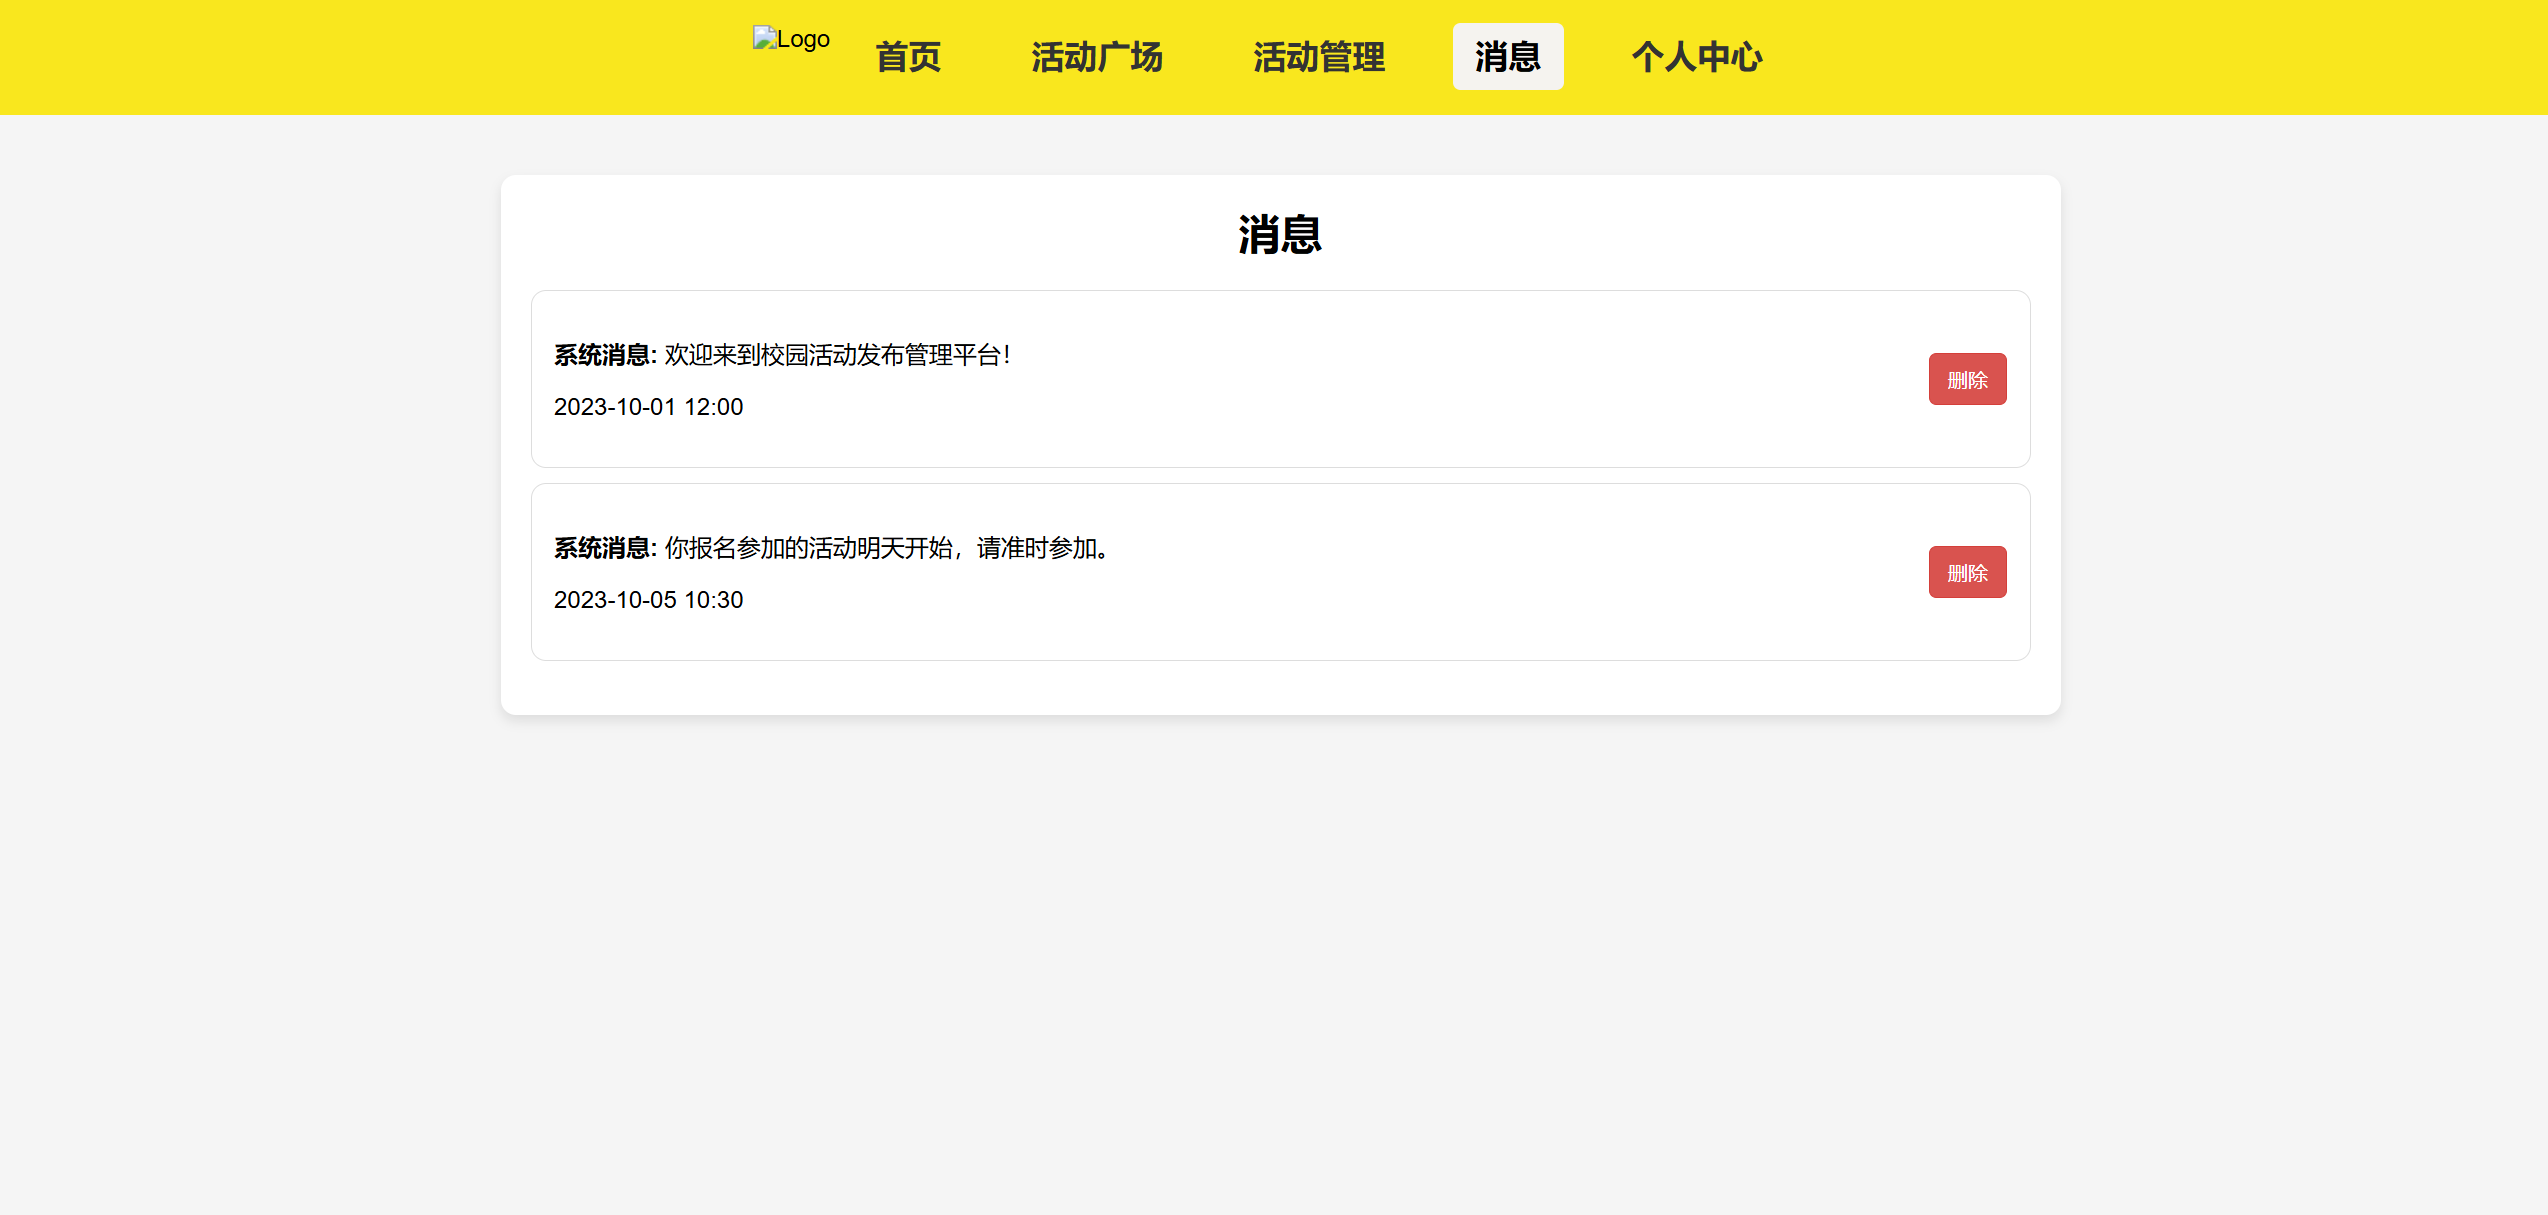 Logo 首页 活动广场 活动管理 消息 个人中心
消息
系统消息: 欢迎来到校园活动发布管理平台！
2023-10-01 12:00
删除
系统消息: 你报名参加的活动明天开始，请准时参加。
2023-10-05 10:30
删除